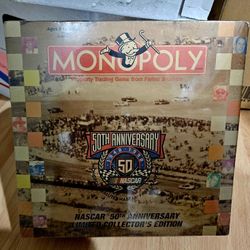 MONOPOLY
Property Trading Game from Parker Brothers
50TH ANNIVERSARY
50
NASCAR
NASCAR 50TH ANNIVERSARY
LIMITED COLLECTOR'S EDITION